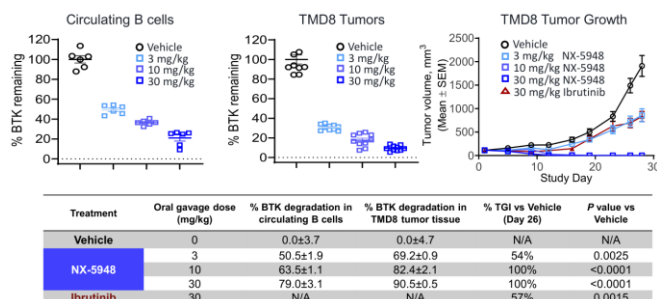 Circulating B cells
% BTK remaining
120
100
80
60
40
20
0
Vehicle
3 mg/kg
10 mg/kg
30 mg/kg
TMD8 Tumors
% BTK remaining
120
100
80
60
40
20
0
Vehicle
3 mg/kg
10 mg/kg
30 mg/kg
TMD8 Tumor Growth
Tumor volume, mm³
(Mean ± SEM)
2500
2000
1500
1000
500
0
Vehicle
3 mg/kg NX-5948
10 mg/kg NX-5948
30 mg/kg NX-5948
30 mg/kg Ibrutinib
0 5 10 15 20 25 30
Study Day
Treatment Oral gavage dose (mg/kg) % BTK degradation in circulating B cells % BTK degradation in TMD8 tumor tissue % TGI vs Vehicle (Day 26) P value vs Vehicle
Vehicle 0 0.0±3.7 0.0±4.7 N/A N/A
3 50.5±1.9 69.2±0.9 54% 0.0025
NX-5948 10 63.5±1.1 82.4±2.1 100% <0.0001
30 79.0±3.1 90.5±0.5 100% <0.0001
Ibrutinib 30 N/A N/A 57% 0.0015